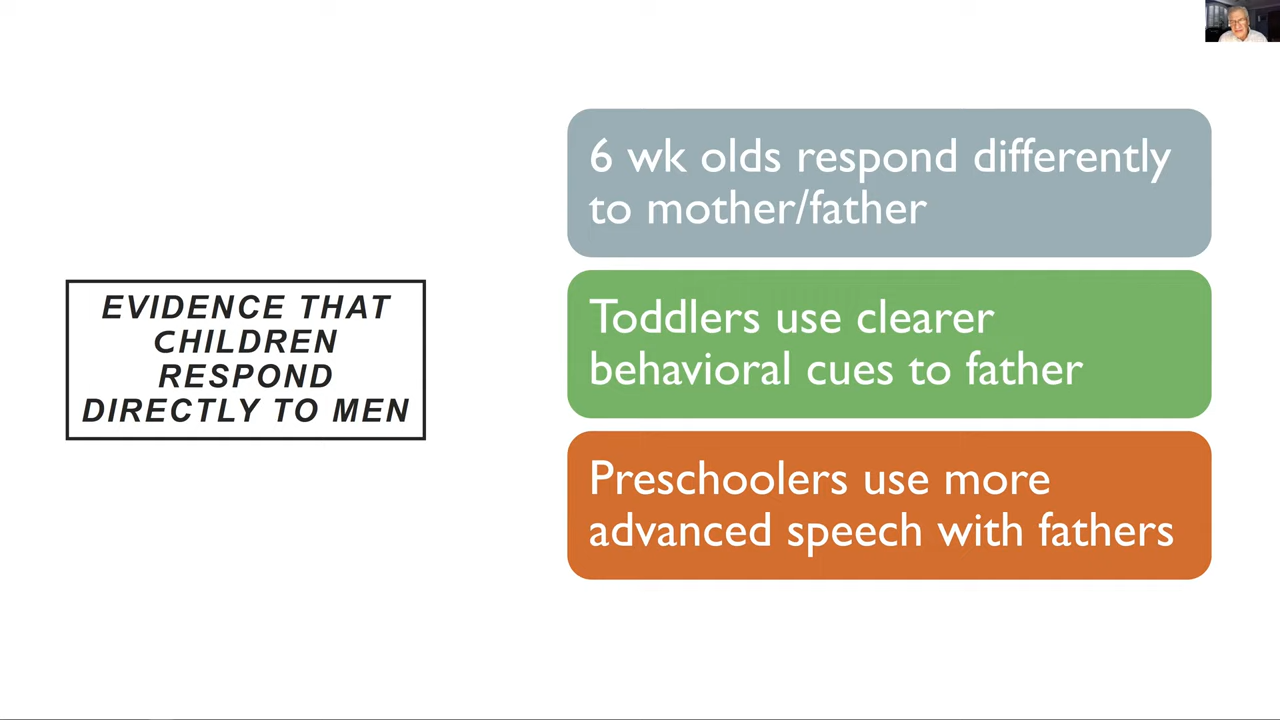 EVIDENCE THAT
CHILDREN
RESPOND
DIRECTLY TO MEN
6 wk olds respond differently
to mother/father
Toddlers use clearer
behavioral cues to father
Preschoolers use more
advanced speech with fathers